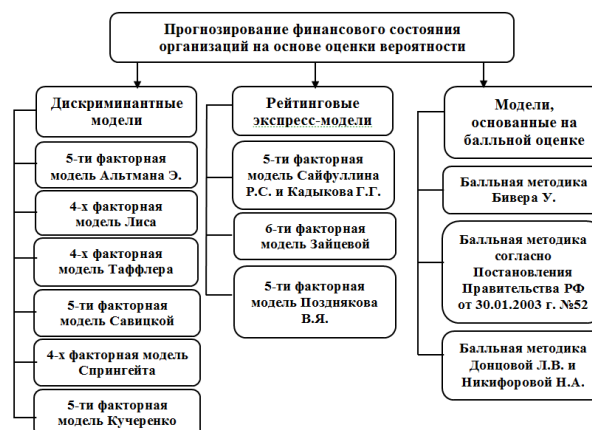 Прогнозирование финансового состояния
организаций на основе оценки вероятности
Дискриминантные
модели
5-ти факторная
модель Альтмана Э.
4-х факторная
модель Лиса
4-х факторная
модель Таффлера
5-ти факторная
модель Савицкой
4-х факторная модель
Спрингейта
5-ти факторная
модель Кучеренко
Рейтинговые
экспресс-модели
5-ти факторная
модель Сайфуллина
Р.С. и Кадыкова Г.Г.
6-ти факторная
модель Зайцевой
5-ти факторная
модель Позднякова
В.Я.
Модели,
основанные на
балльной оценке
Балльная методика
Бивера У.
Балльная методика
согласно
Постановления
Правительства РФ
от 30.01.2003 г. №52
Балльная методика
Донцовой Л.В. и
Никифоровой Н.А.